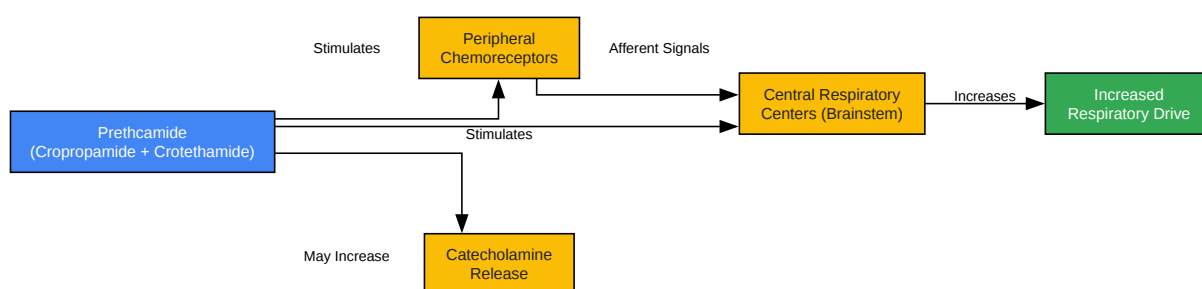 Stimulates
Peripheral
Chemoreceptors
Afferent Signals
Central Respiratory
Centers (Brainstem)
Increases
Increased
Respiratory Drive
Prethcamide
(Cropropamide + Crotethamide)
Stimulates
May Increase
Catecholamine
Release